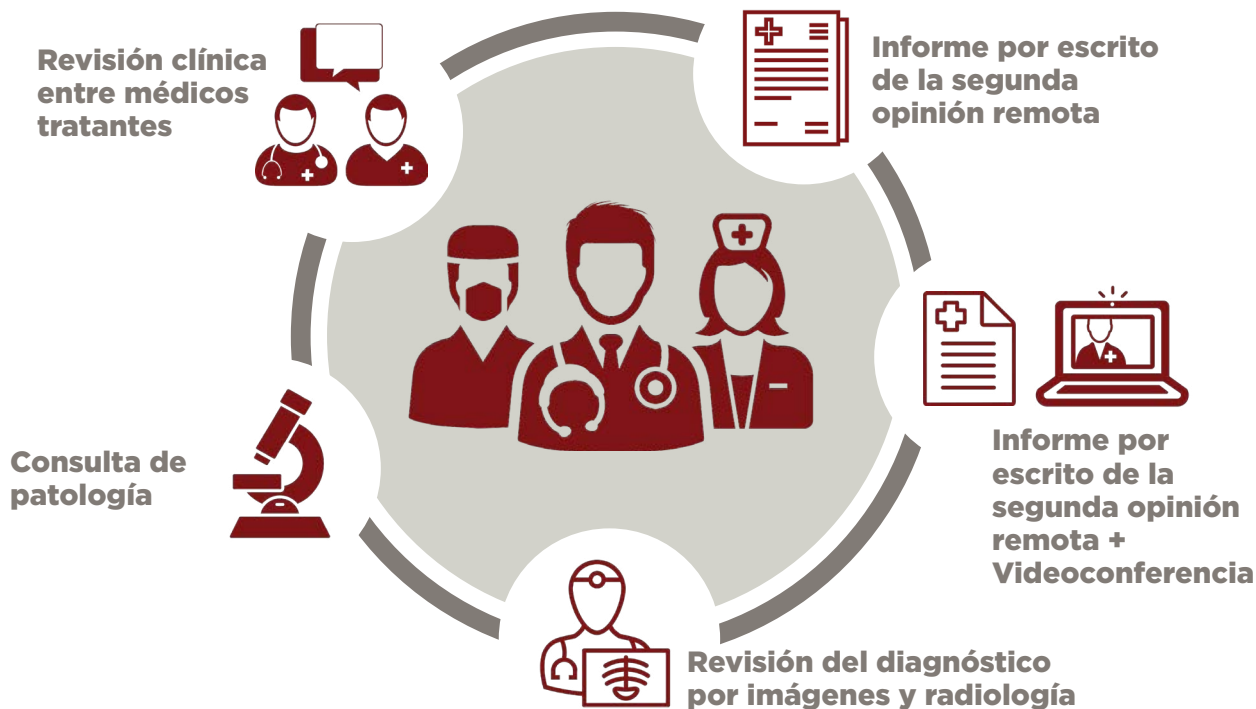 Revisión clínica
entre médicos
tratantes
Informe por escrito
de la segunda
opinión remota
Informe por
escrito de la
segunda opinión
remota +
Videoconferencia
Revisión del diagnóstico
por imágenes y radiología
Consulta de
patología